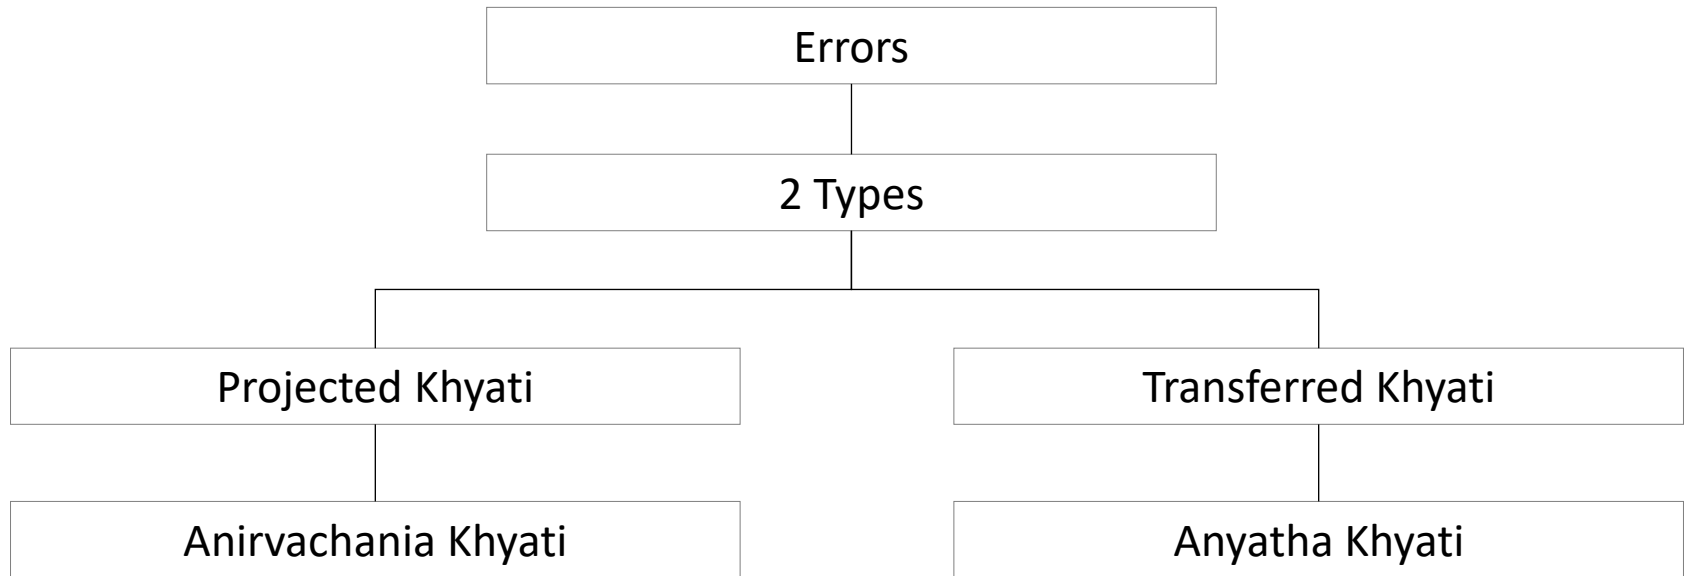 Errors
2 Types
Projected Khyati
Transferred Khyati
Anirvachania Khyati
Anyatha Khyati